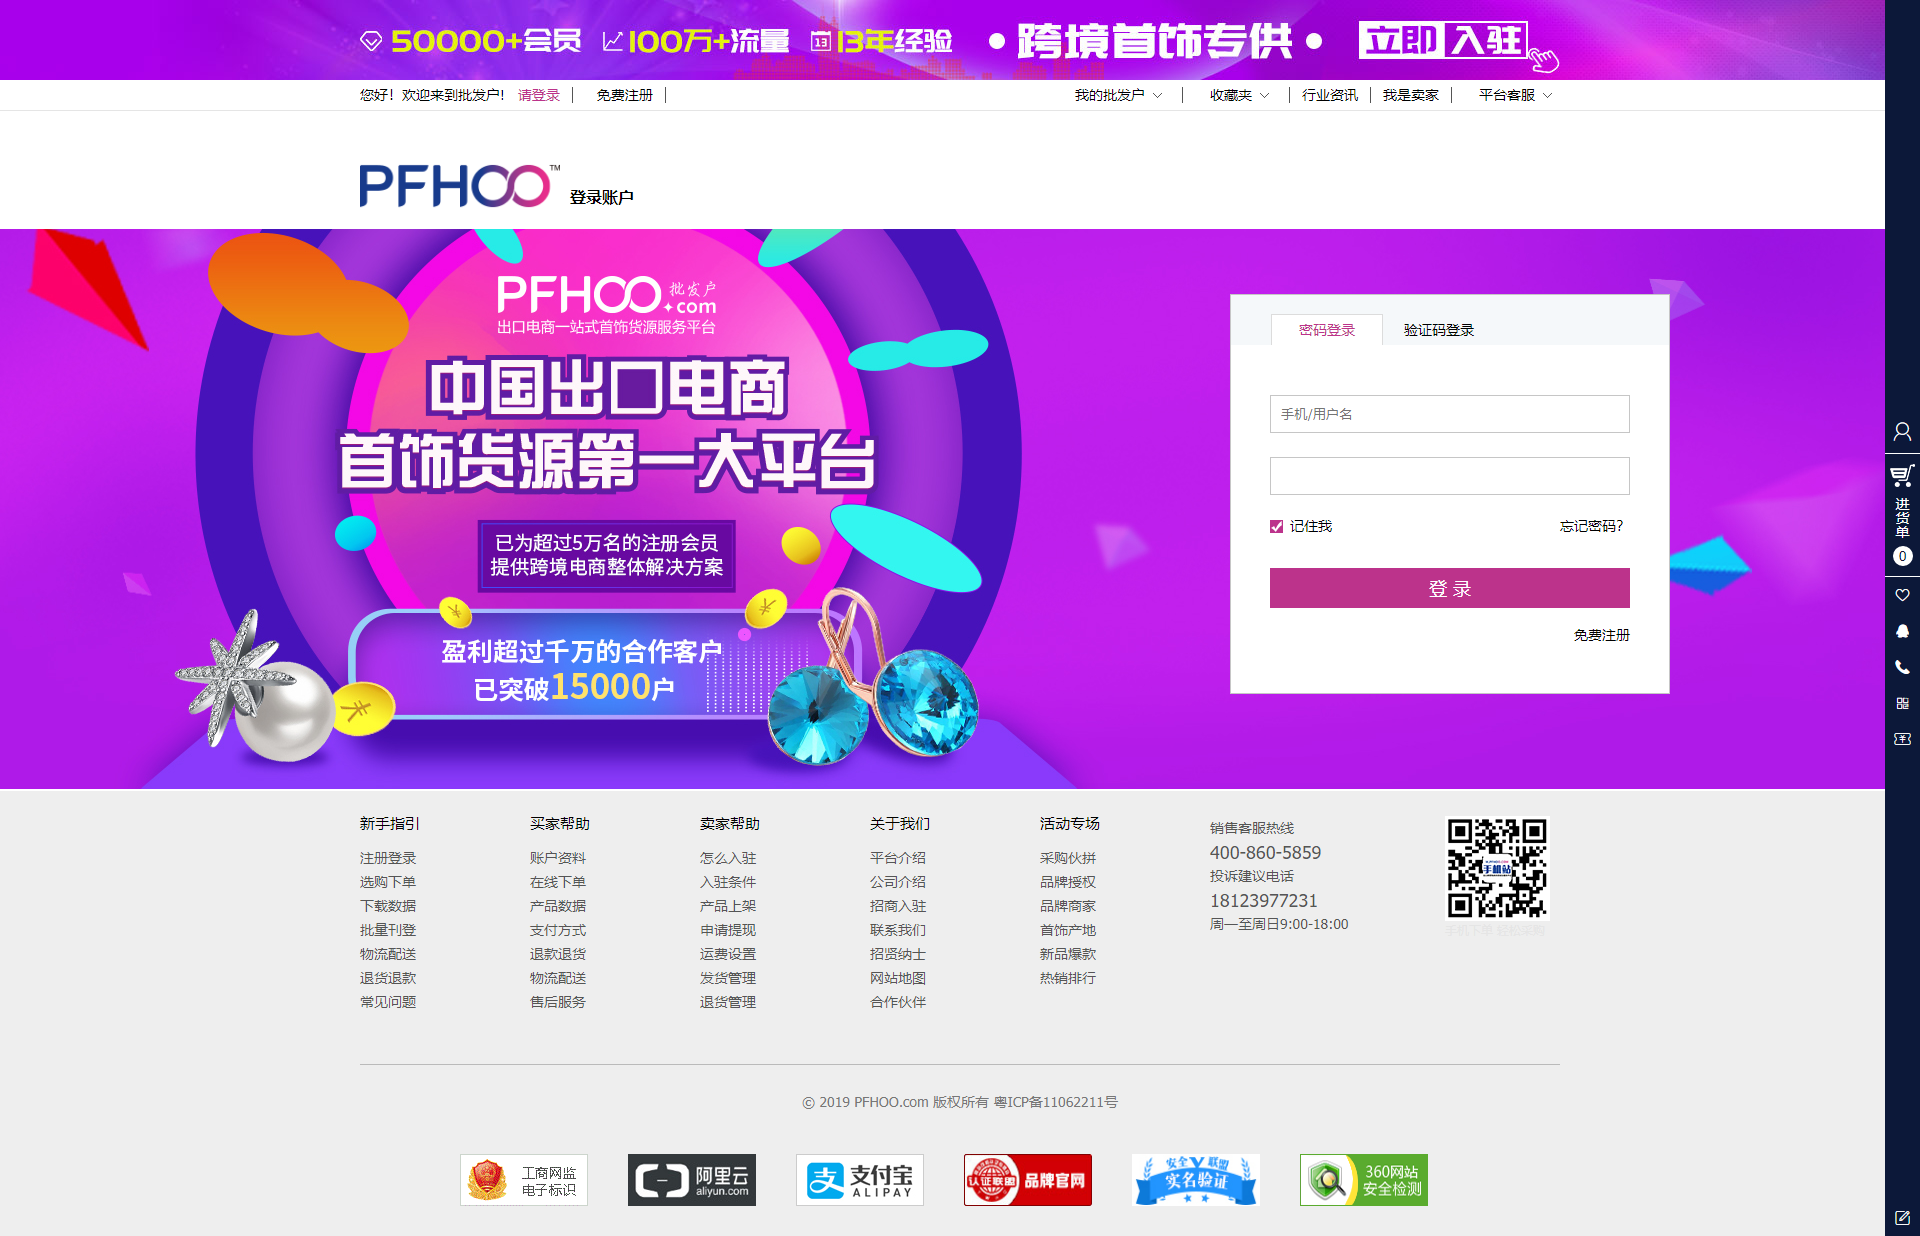 50000+会员 100万+流量 13 13年经验 跨境首饰专供 立即 入驻
您好！欢迎来到批发户! 请登录 免费注册 我的批发户 收藏夹 行业资讯 我是卖家 平台客服
PFHOO™ 登录账户
PFHOO批发户.com
出口电商一站式首饰货源服务平台
中国出口电商
首饰货源第一大平台
已为超过5万名的注册会员
提供跨境电商整体解决方案
盈利超过千万的合作客户
已突破15000户
密码登录 验证码登录
手机/用户名
记住我 忘记密码?
登 录
免费注册
进货单
0
新手指引
注册登录
选购下单
下载数据
批量刊登
物流配送
退货退款
常见问题
买家帮助
账户资料
在线下单
产品数据
支付方式
退款退货
物流配送
售后服务
卖家帮助
怎么入驻
入驻条件
产品上架
申请提现
运费设置
发货管理
退货管理
关于我们
平台介绍
公司介绍
招商入驻
联系我们
招贤纳士
网站地图
合作伙伴
活动专场
采购伙拼
品牌授权
品牌商家
首饰产地
新品爆款
热销排行
销售客服热线
400-860-5859
投诉建议电话
18123977231
周一至周日9:00-18:00
手机站
手机下单 轻松采购
© 2019 PFHOO.com 版权所有 粤ICP备11062211号
工商网监
电子标识
阿里云
aliyun.com
支付宝
ALIPAY
认证联盟 品牌官网
安全联盟
实名验证
360网站
安全检测